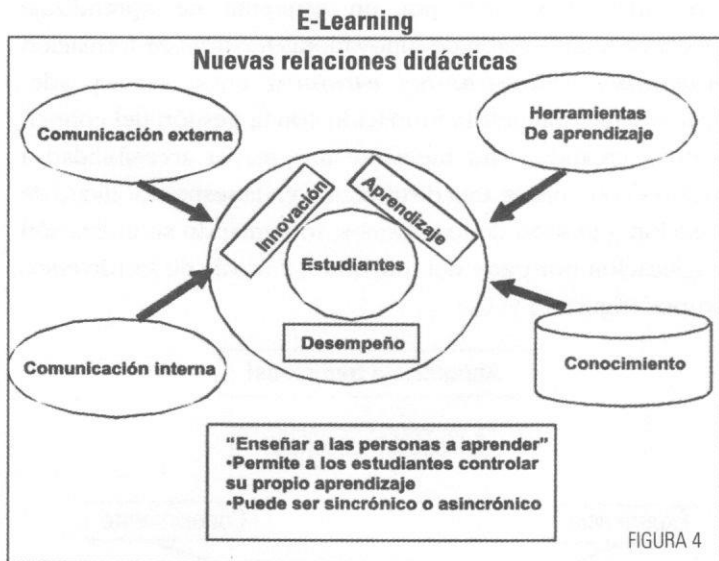 E-Learning
Nuevas relaciones didácticas
Comunicación externa
Herramientas
De aprendizaje
Innovación
Aprendizaje
Estudiantes
Desempeño
Comunicación interna
Conocimiento
“Enseñar a las personas a aprender”
•Permite a los estudiantes controlar
su propio aprendizaje
•Puede ser sincrónico o asincrónico
FIGURA 4